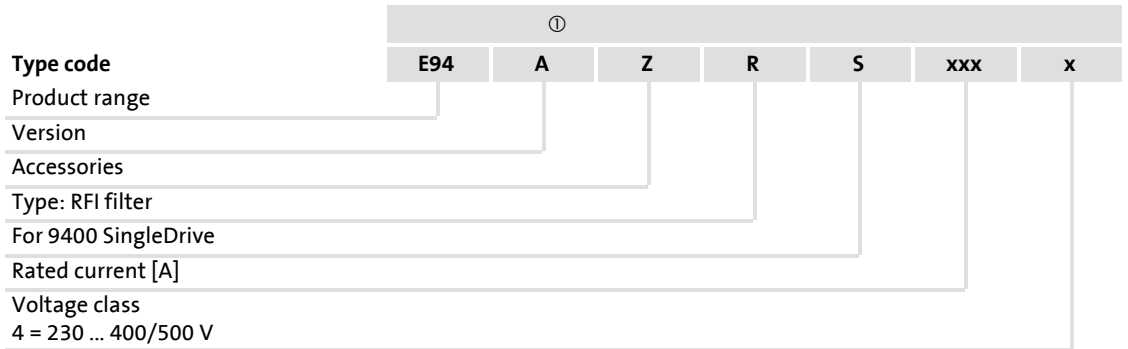 ①
Type code E94 A Z R S xxx x
Product range
Version
Accessories
Type: RFI filter
For 9400 SingleDrive
Rated current [A]
Voltage class
4 = 230 ... 400/500 V